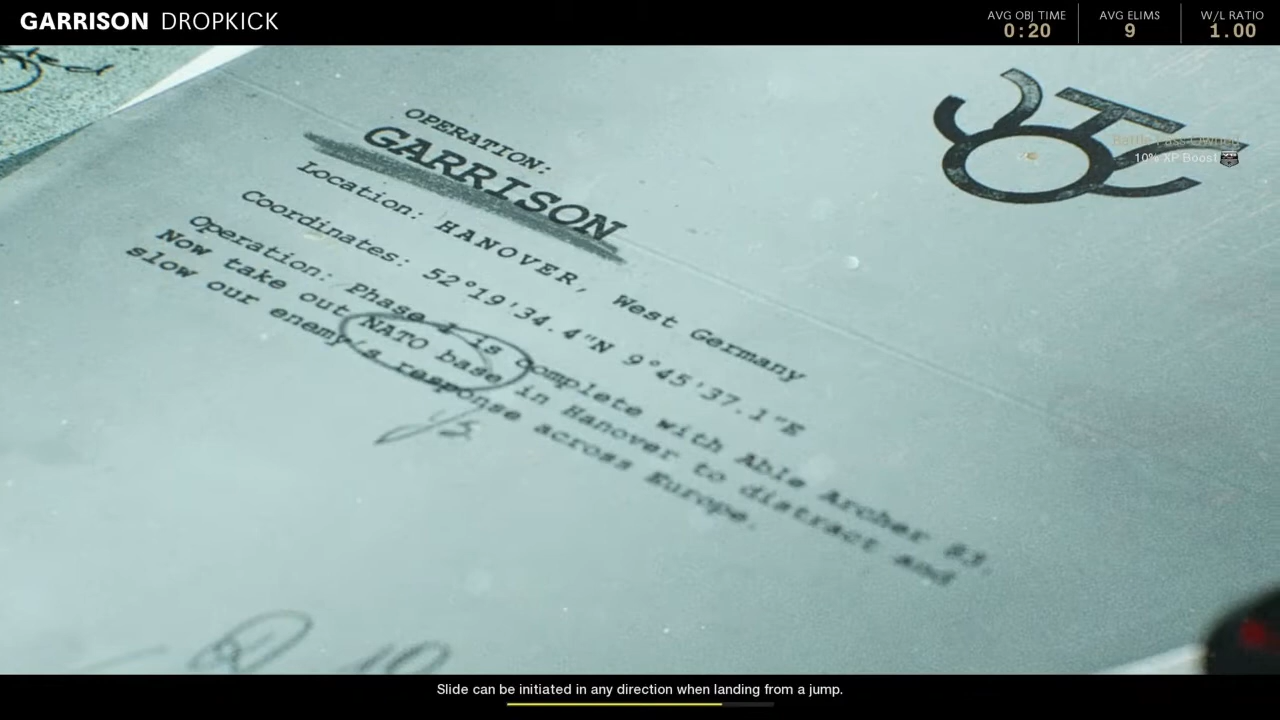 GARRISON DROPKICK
AVG OBJ TIME
0:20
AVG ELIMS
9
W/L RATIO
1.00
Battle Pass Owned
10% XP Boost
OPERATION:
GARRISON
Location: HANOVER, West Germany
Coordinates: 52°19'34.4"N 9°45'37.1"E
Operation: Phase 1 is complete with Able Archer 83.
Now take out NATO base in Hanover to distract and
slow our enemy's response across Europe.
Slide can be initiated in any direction when landing from a jump.